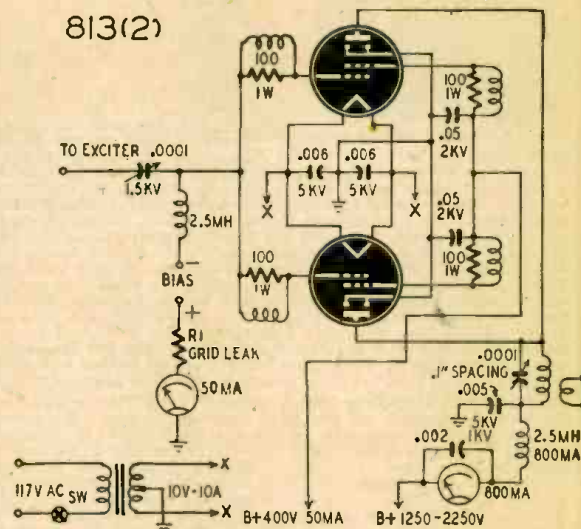 813(2)
100
1W
100
1W
.05
2KV
TO EXCITER
.0001
1.5KV
.006
5KV
.006
5KV
X
X
.05
2KV
2.5MH
100
1W
100
1W
BIAS
−
+
R1
GRID LEAK
50MA
.0001
.1" SPACING
.005
5KV
2.5MH
800MA
.002
1KV
800MA
117V AC
SW
10V-10A
X
X
B+400V 50MA
B+1250-2250V